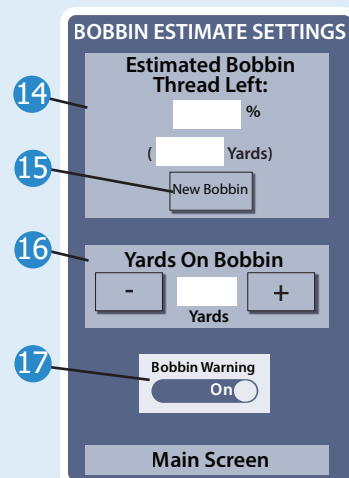 BOBBIN ESTIMATE SETTINGS
Estimated Bobbin
Thread Left:
14
%
( Yards)
15
New Bobbin
16
Yards On Bobbin
- +
Yards
17
Bobbin Warning
On
Main Screen